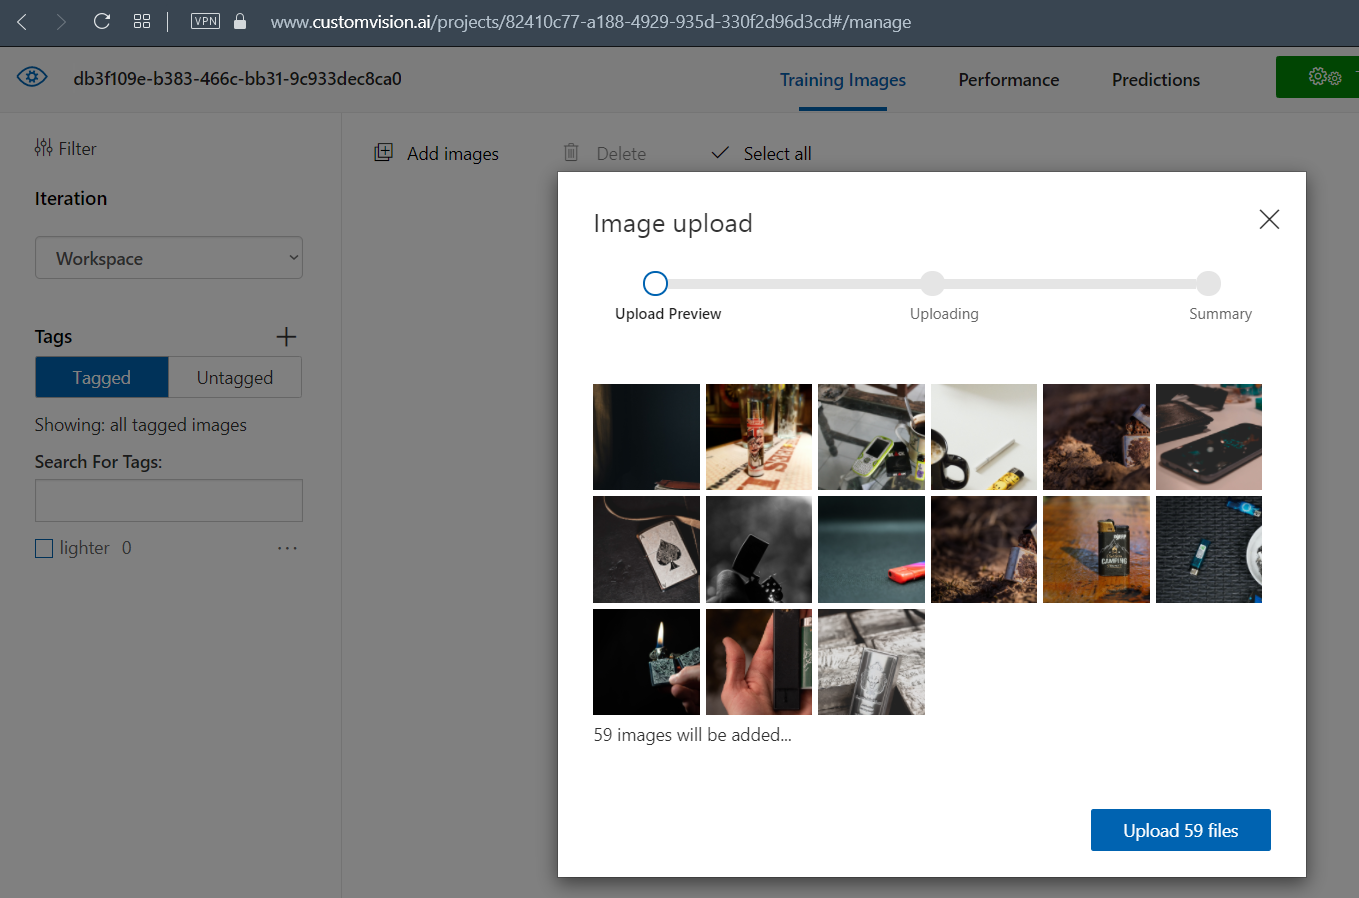 VPN www.customvision.ai/projects/82410c77-a188-4929-935d-330f2d96d3cd#/manage
db3f109e-b383-466c-bb31-9c933dec8ca0 Training Images Performance Predictions
Filter
Add images Delete Select all
Iteration
Workspace
Tags
Tagged Untagged
Showing: all tagged images
Search For Tags:
lighter 0 ...
Image upload
Upload Preview Uploading Summary
CAMPING
59 images will be added...
Upload 59 files